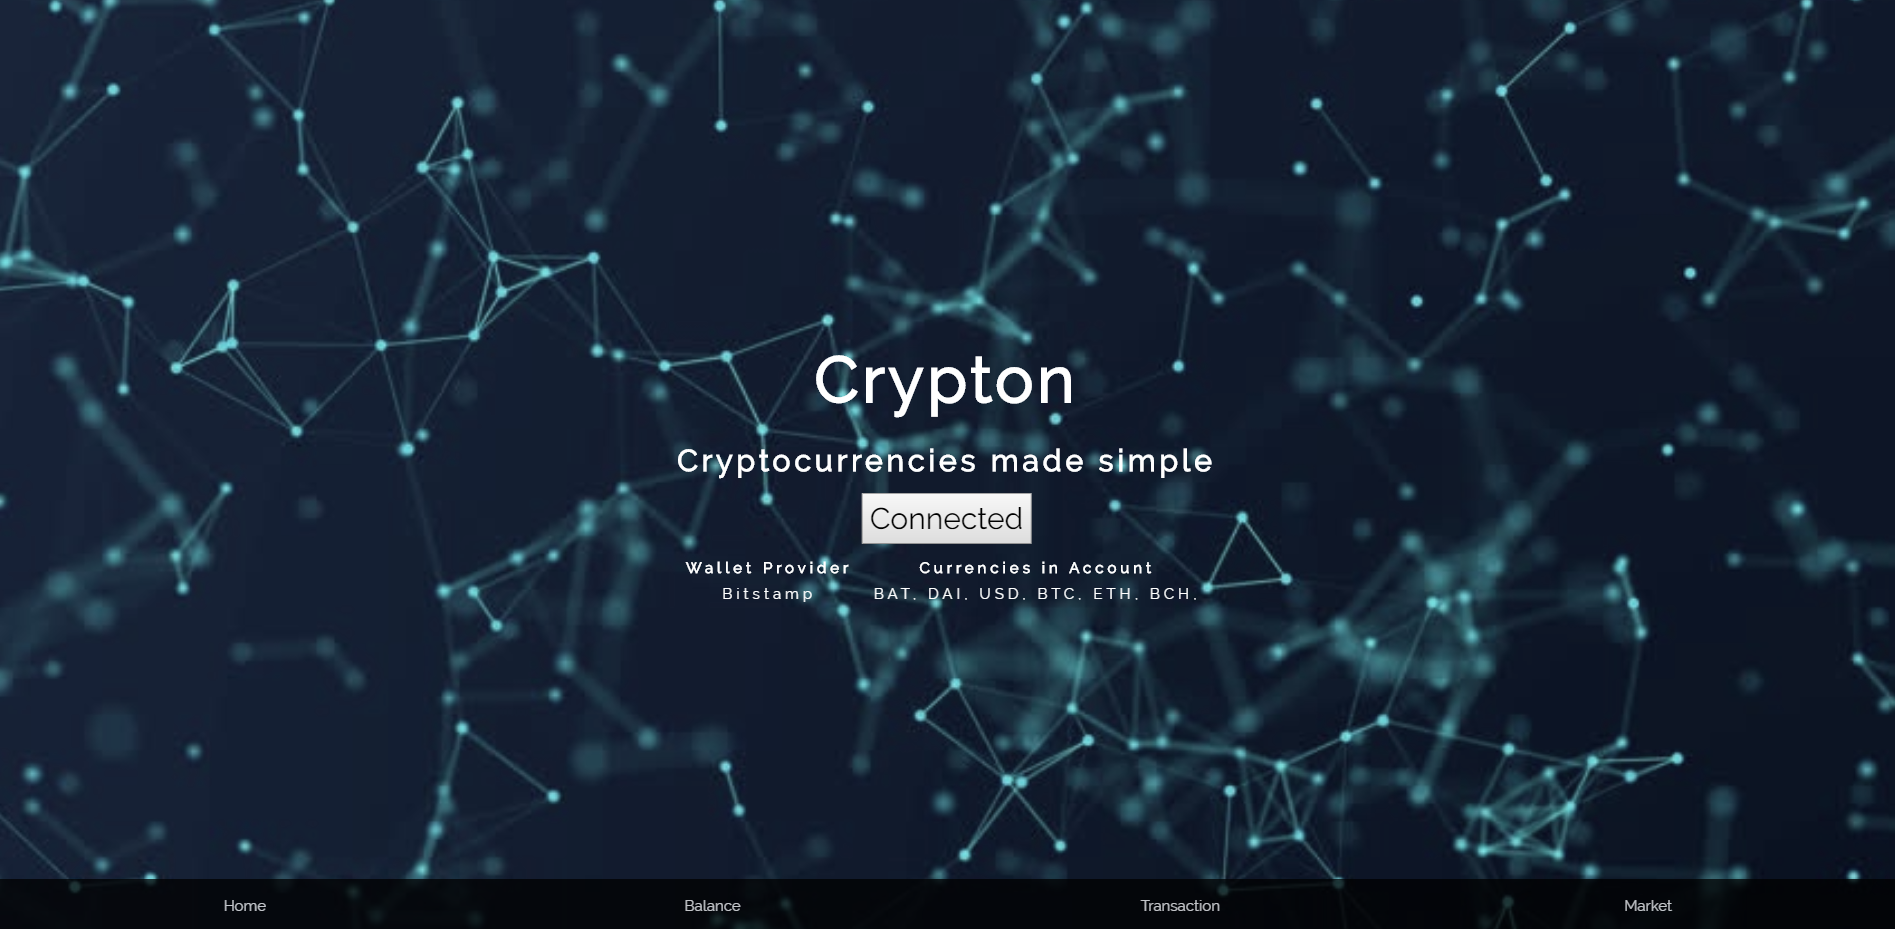 Crypton
Cryptocurrencies made simple
Connected
Wallet Provider Currencies in Account
Bitstamp BAT, DAI, USD, BTC, ETH, BCH,
Home Balance Transaction Market